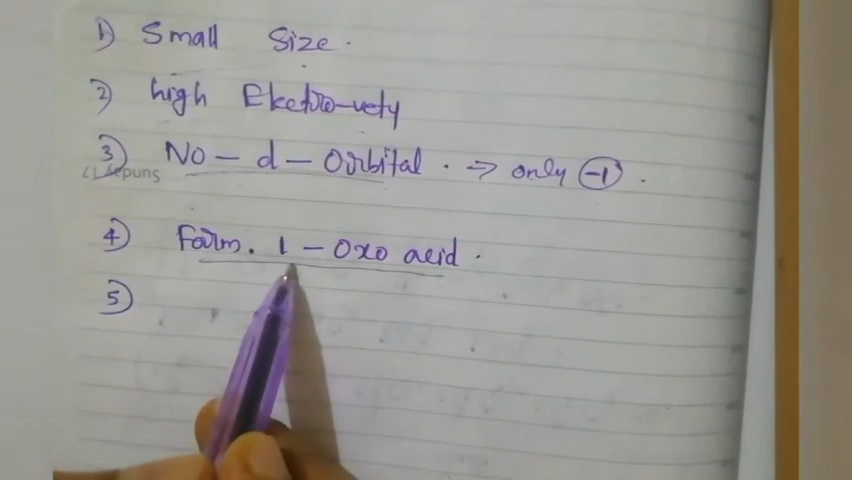 1) Small Size.
2) high Electro-vety
3) No - d - Orbital . → only -1 .
4) Form. 1 - Oxo acid .
5)